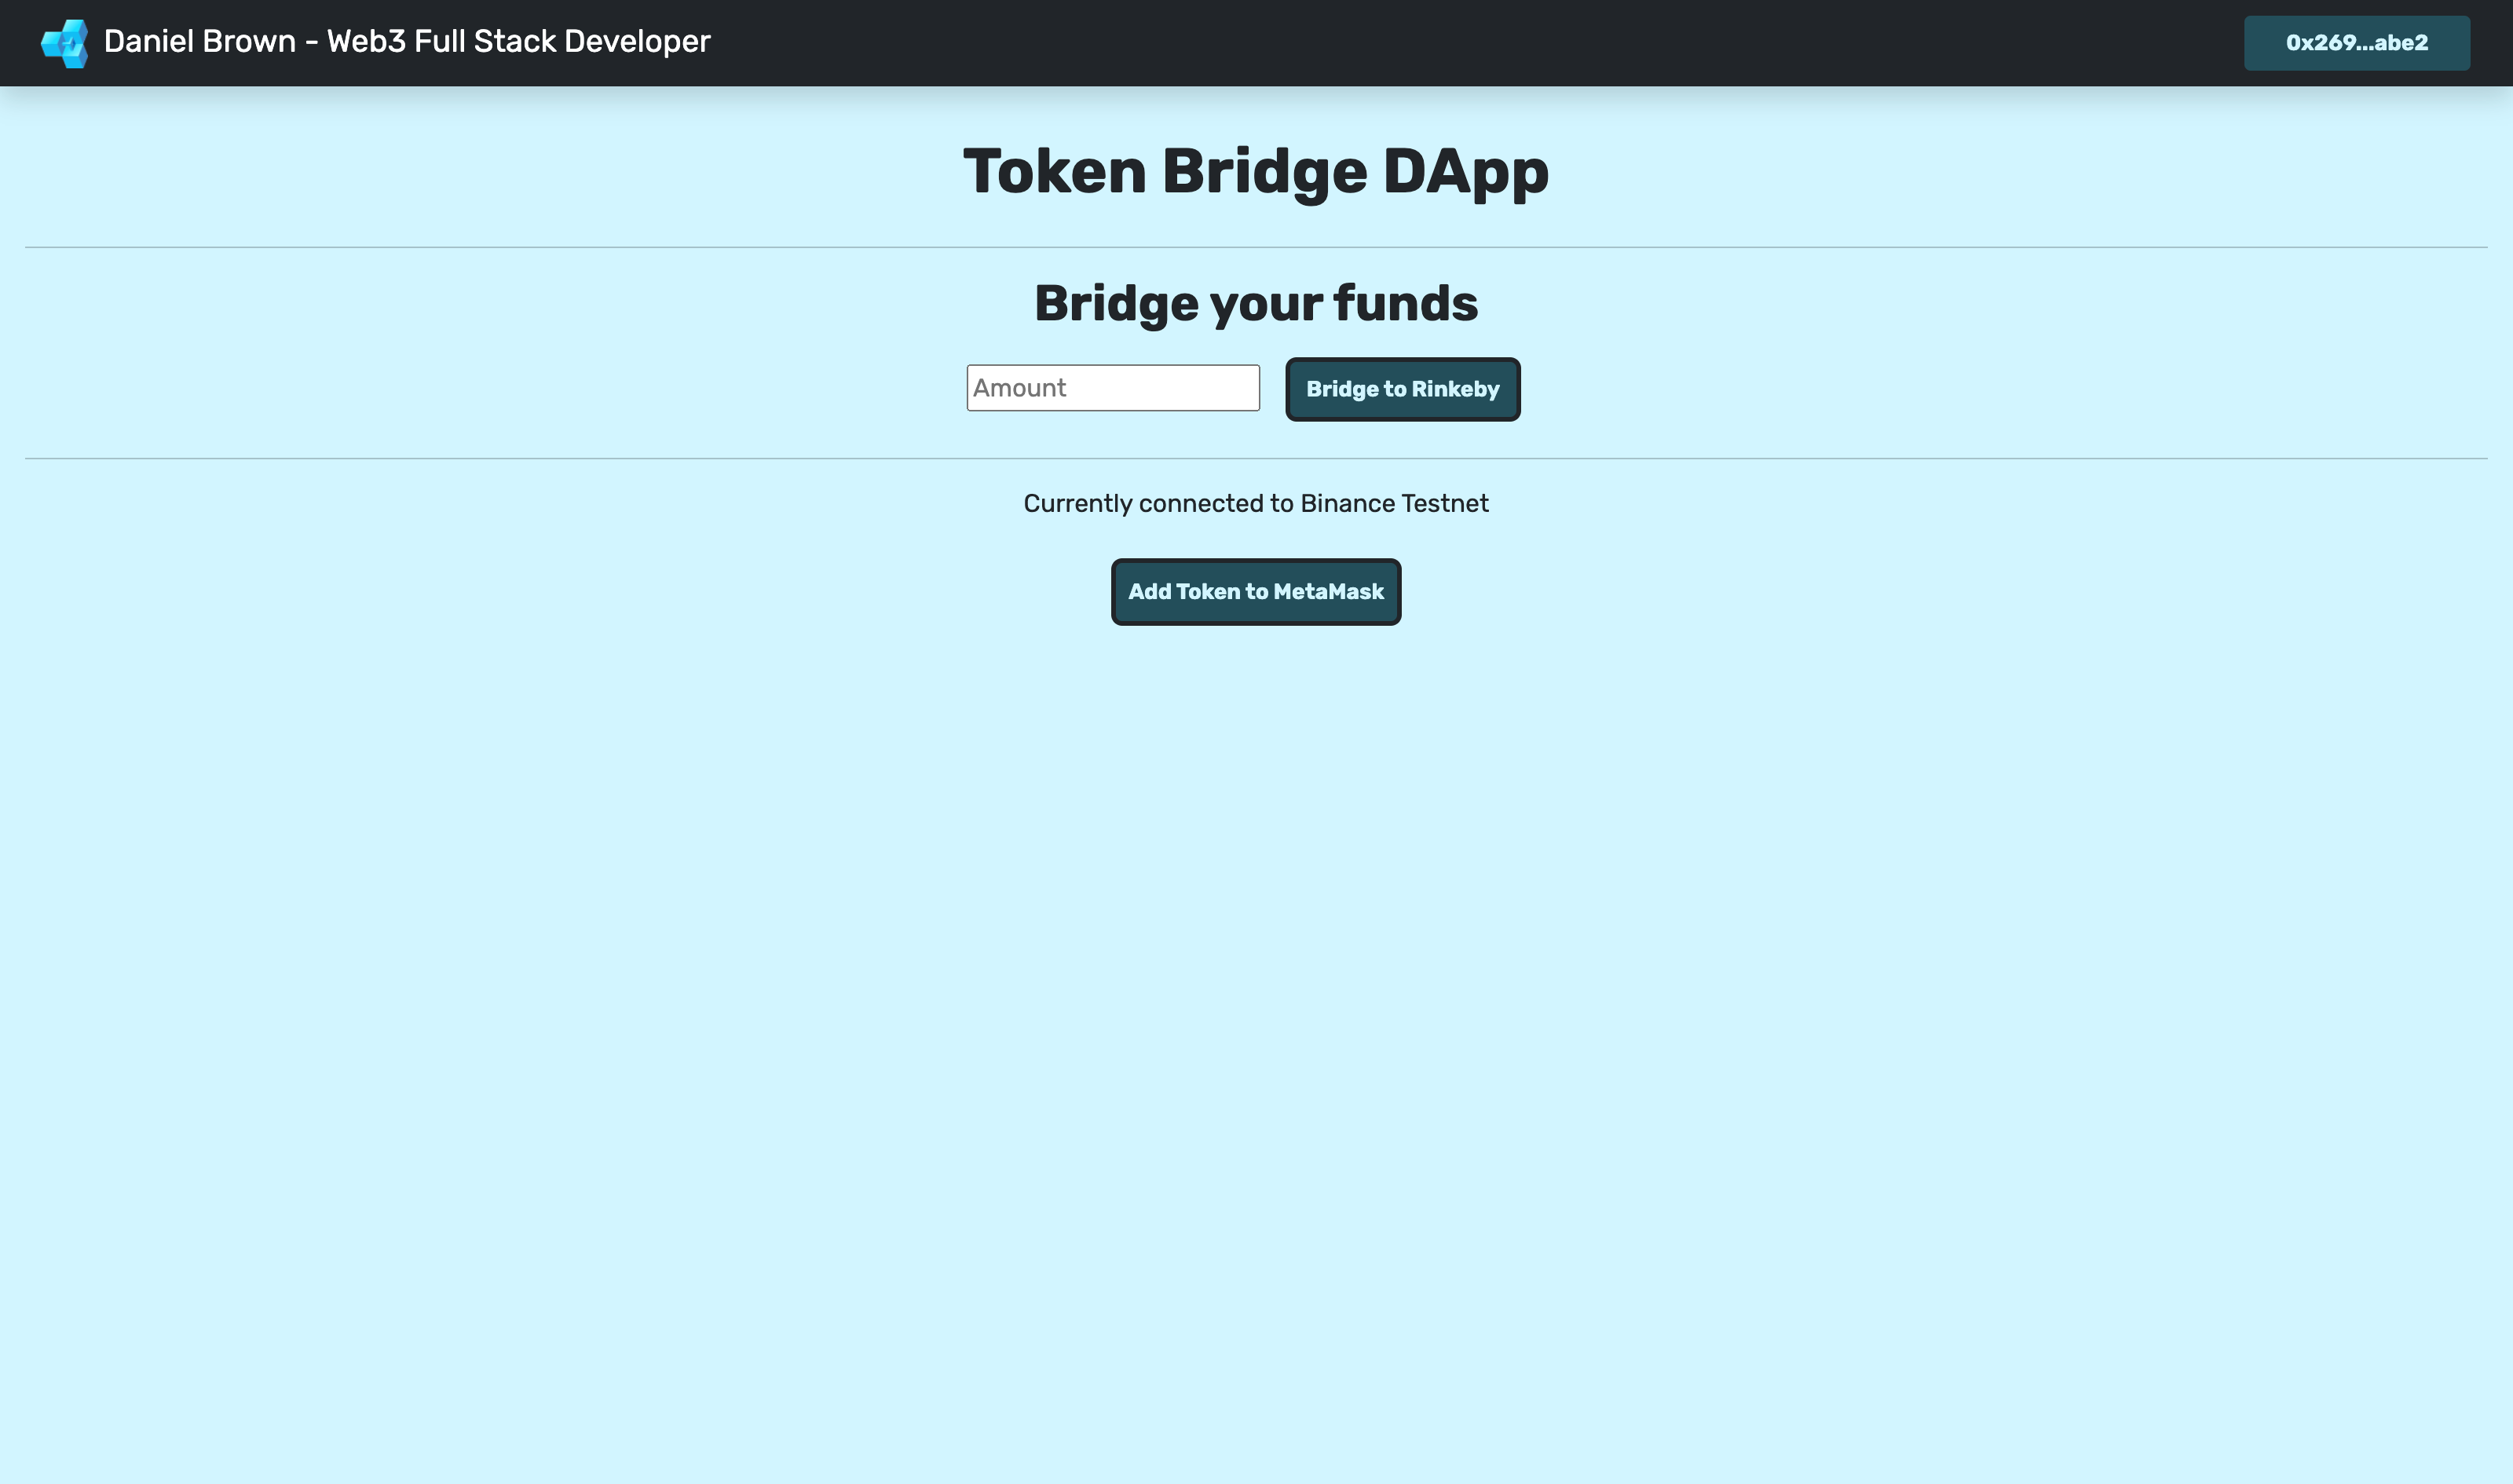 Daniel Brown - Web3 Full Stack Developer
0x269...abe2
Token Bridge DApp
Bridge your funds
Amount
Bridge to Rinkeby
Currently connected to Binance Testnet
Add Token to MetaMask